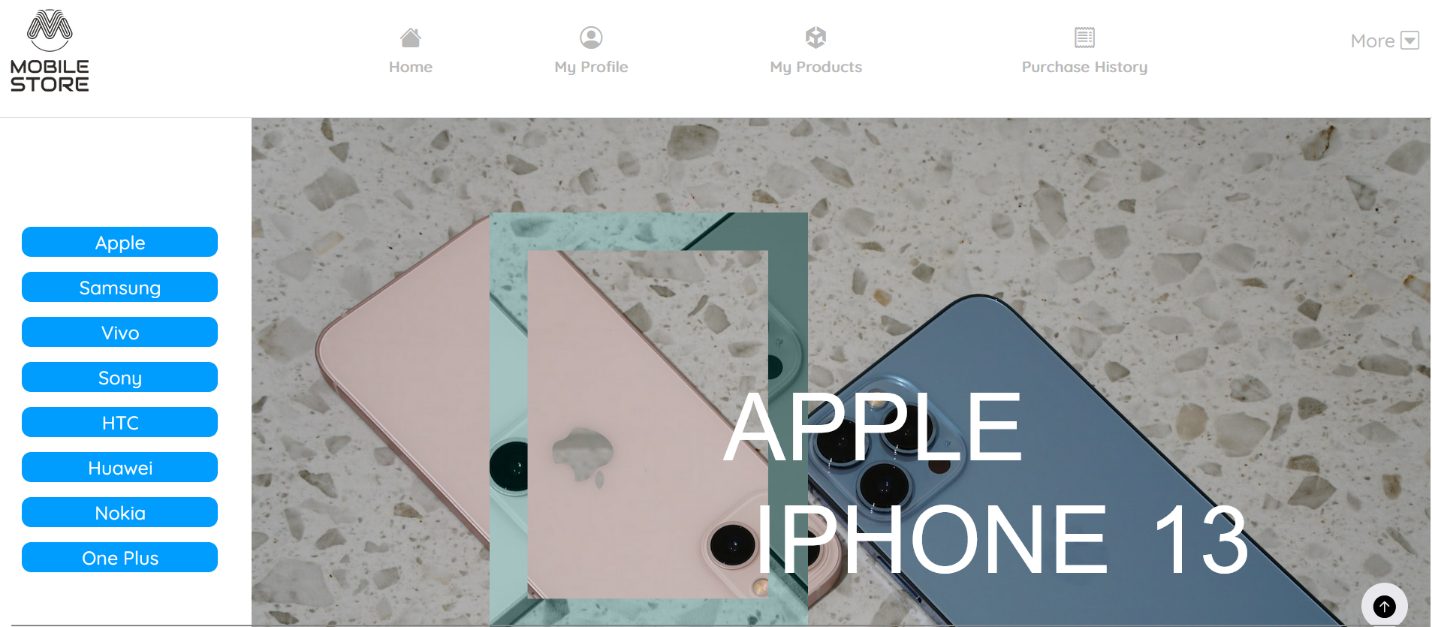 MOBILE
STORE
Home
My Profile
My Products
Purchase History
More
Apple
Samsung
Vivo
Sony
HTC
Huawei
Nokia
One Plus
APPLE
IPHONE 13